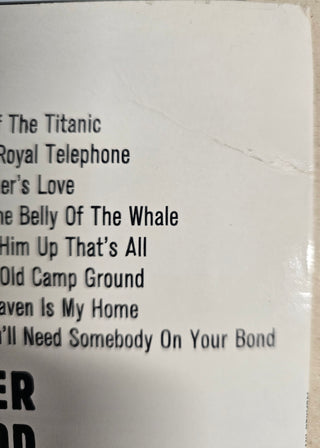 f The Titanic
Royal Telephone
er's Love
he Belly Of The Whale
Him Up That's All
Old Camp Ground
aven Is My Home
'll Need Somebody On Your Bond
ER